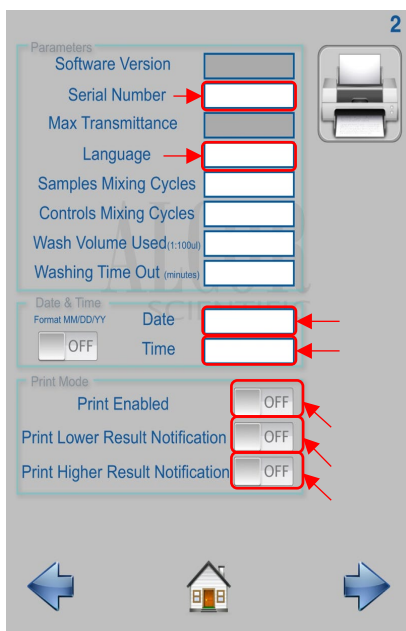 2
Parameters
Software Version
Serial Number
Max Transmittance
Language
Samples Mixing Cycles
Controls Mixing Cycles
Wash Volume Used(1:100ul)
Washing Time Out (minutes)
Date & Time
Format MM/DD/YY
Date
OFF
Time
Print Mode
Print Enabled OFF
Print Lower Result Notification OFF
Print Higher Result Notification OFF